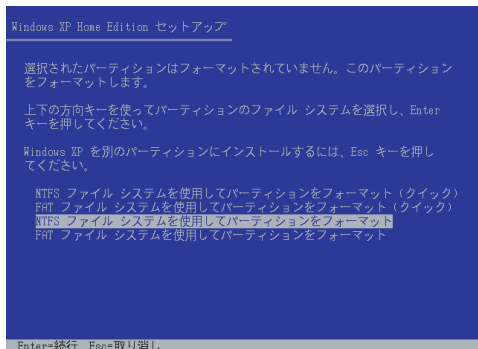 Windows XP Home Edition セットアップ
選択されたパーティションはフォーマットされていません。このパーティション
をフォーマットします。
上下の方向キーを使ってパーティションのファイル システムを選択し、Enter
キーを押してください。
Windows XP を別のパーティションにインストールするには、Esc キーを押し
てください。
NTFS ファイル システムを使用してパーティションをフォーマット (クイック)
FAT ファイル システムを使用してパーティションをフォーマット (クイック)
NTFS ファイル システムを使用してパーティションをフォーマット
FAT ファイル システムを使用してパーティションをフォーマット
Enter=続行 Esc=取り消し